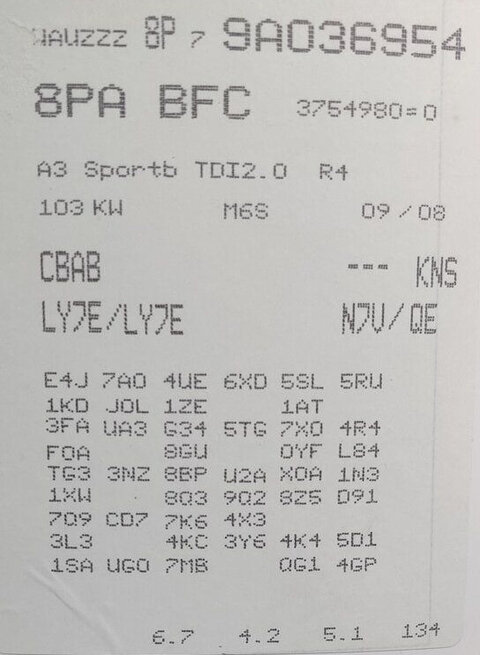 WAUZZZ 8P 7 9A036954
8PA BFC 3754980=0
A3 Sportb TDI2.0 R4
103 KW M6S 09/08
CBAB --- KNS
LY7E/LY7E N7U/QE
E4J 7A0 4UE 6XD 5SL 5RU
1KD J0L 1ZE 1AT
3FA UA3 G34 5TG 7X0 4R4
F0A 8GU 0YF L84
TG3 3NZ 8BP U2A X0A 1N3
1XW 8Q3 9Q2 8Z5 D91
7Q9 CD7 7K6 4X3
3L3 4KC 3Y6 4K4 5D1
1SA UG0 7MB QG1 4GP
6.7 4.2 5.1 134